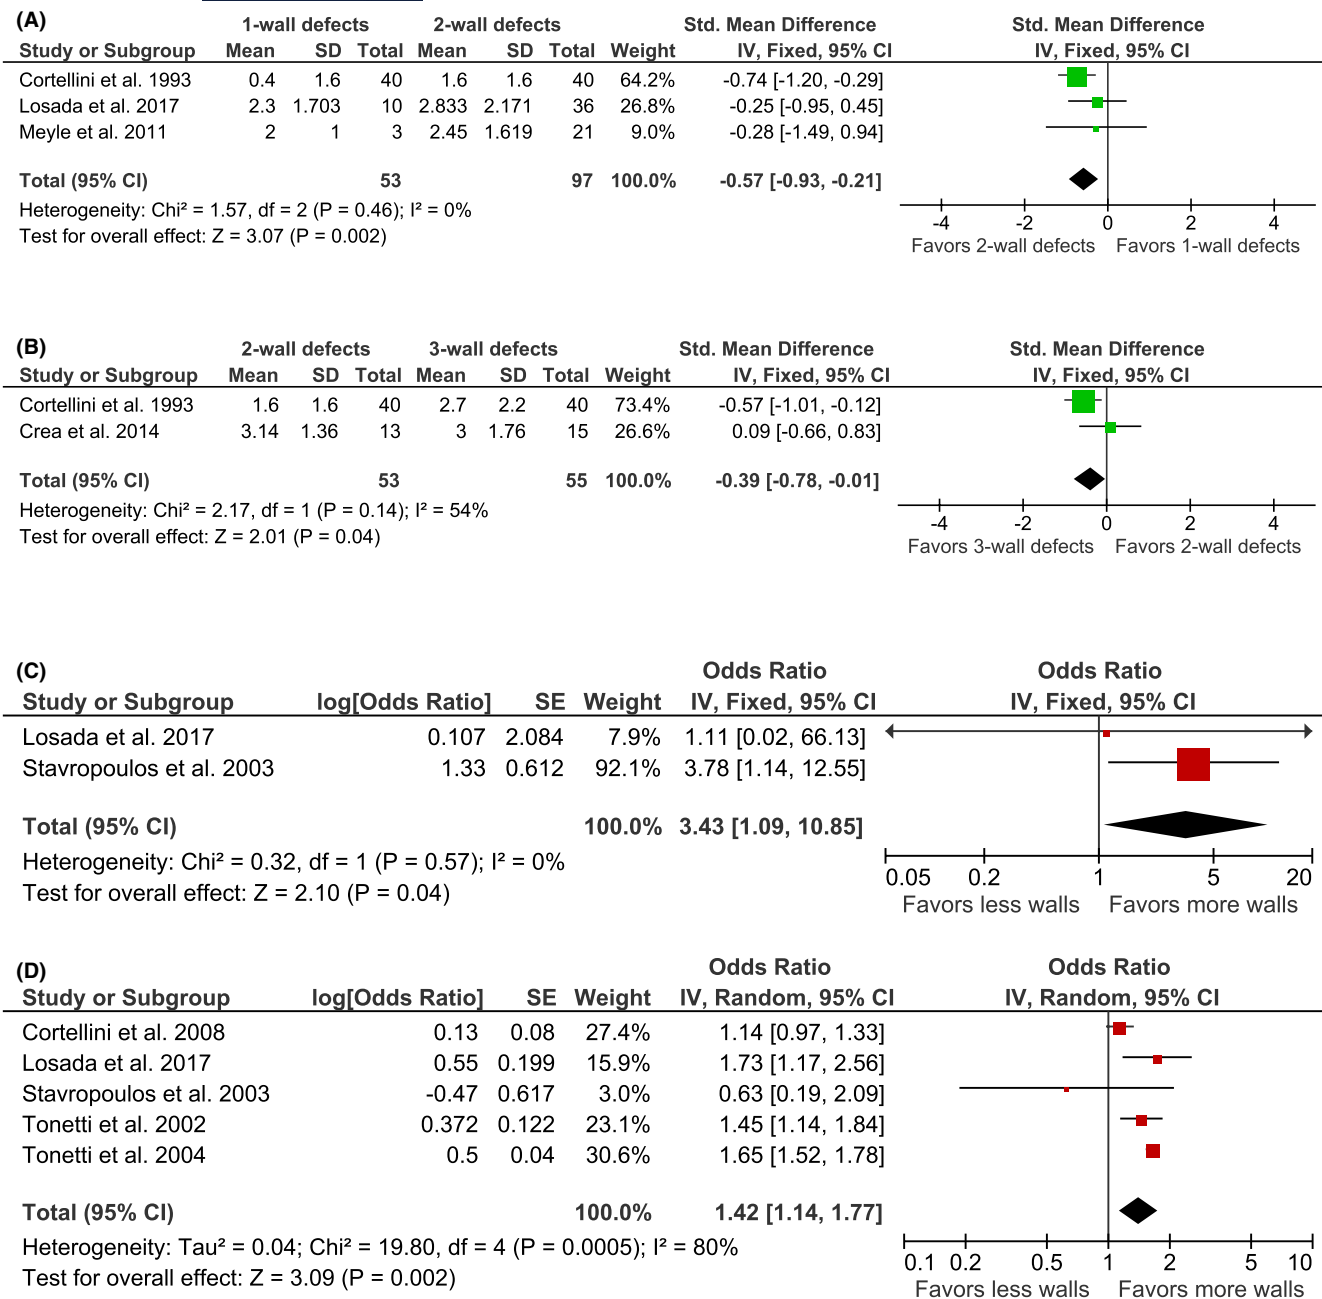 (A)
1-wall defects 2-wall defects Std. Mean Difference Std. Mean Difference
Study or Subgroup Mean SD Total Mean SD Total Weight IV, Fixed, 95% CI IV, Fixed, 95% CI
Cortellini et al. 1993 0.4 1.6 40 1.6 1.6 40 64.2% -0.74 [-1.20, -0.29]
Losada et al. 2017 2.3 1.703 10 2.833 2.171 36 26.8% -0.25 [-0.95, 0.45]
Meyle et al. 2011 2 1 3 2.45 1.619 21 9.0% -0.28 [-1.49, 0.94]
Total (95% CI) 53 97 100.0% -0.57 [-0.93, -0.21]
Heterogeneity: Chi² = 1.57, df = 2 (P = 0.46); I² = 0%
Test for overall effect: Z = 3.07 (P = 0.002)
-4 -2 0 2 4
Favors 2-wall defects Favors 1-wall defects
(B)
2-wall defects 3-wall defects Std. Mean Difference Std. Mean Difference
Study or Subgroup Mean SD Total Mean SD Total Weight IV, Fixed, 95% CI IV, Fixed, 95% CI
Cortellini et al. 1993 1.6 1.6 40 2.7 2.2 40 73.4% -0.57 [-1.01, -0.12]
Crea et al. 2014 3.14 1.36 13 3 1.76 15 26.6% 0.09 [-0.66, 0.83]
Total (95% CI) 53 55 100.0% -0.39 [-0.78, -0.01]
Heterogeneity: Chi² = 2.17, df = 1 (P = 0.14); I² = 54%
Test for overall effect: Z = 2.01 (P = 0.04)
-4 -2 0 2 4
Favors 3-wall defects Favors 2-wall defects
(C)
Odds Ratio Odds Ratio
Study or Subgroup log[Odds Ratio] SE Weight IV, Fixed, 95% CI IV, Fixed, 95% CI
Losada et al. 2017 0.107 2.084 7.9% 1.11 [0.02, 66.13]
Stavropoulos et al. 2003 1.33 0.612 92.1% 3.78 [1.14, 12.55]
Total (95% CI) 100.0% 3.43 [1.09, 10.85]
Heterogeneity: Chi² = 0.32, df = 1 (P = 0.57); I² = 0%
Test for overall effect: Z = 2.10 (P = 0.04)
0.05 0.2 1 5 20
Favors less walls Favors more walls
(D)
Odds Ratio Odds Ratio
Study or Subgroup log[Odds Ratio] SE Weight IV, Random, 95% CI IV, Random, 95% CI
Cortellini et al. 2008 0.13 0.08 27.4% 1.14 [0.97, 1.33]
Losada et al. 2017 0.55 0.199 15.9% 1.73 [1.17, 2.56]
Stavropoulos et al. 2003 -0.47 0.617 3.0% 0.63 [0.19, 2.09]
Tonetti et al. 2002 0.372 0.122 23.1% 1.45 [1.14, 1.84]
Tonetti et al. 2004 0.5 0.04 30.6% 1.65 [1.52, 1.78]
Total (95% CI) 100.0% 1.42 [1.14, 1.77]
Heterogeneity: Tau² = 0.04; Chi² = 19.80, df = 4 (P = 0.0005); I² = 80%
Test for overall effect: Z = 3.09 (P = 0.002)
0.1 0.2 0.5 1 2 5 10
Favors less walls Favors more walls